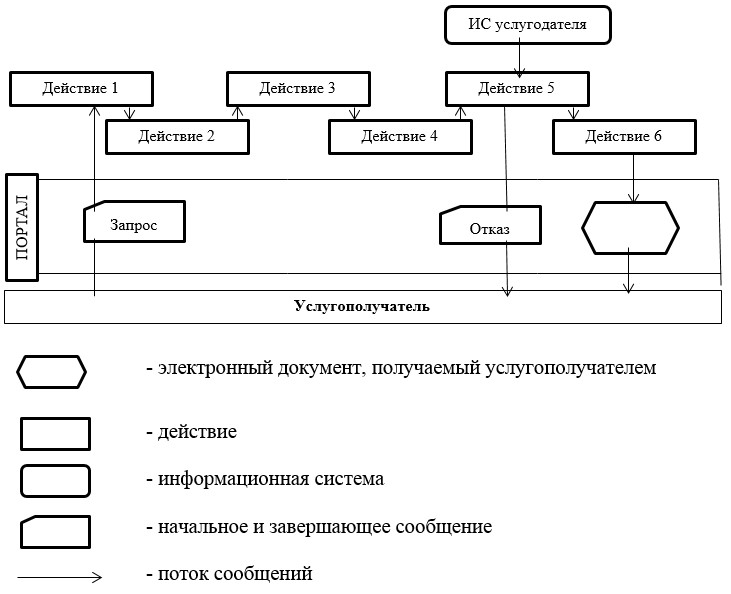 ИС услугодателя
Действие 1
Действие 3
Действие 5
Действие 2
Действие 4
Действие 6
ПОРТАЛ
Запрос
Отказ
Услугополучатель
- электронный документ, получаемый услугополучателем
- действие
- информационная система
- начальное и завершающее сообщение
- поток сообщений